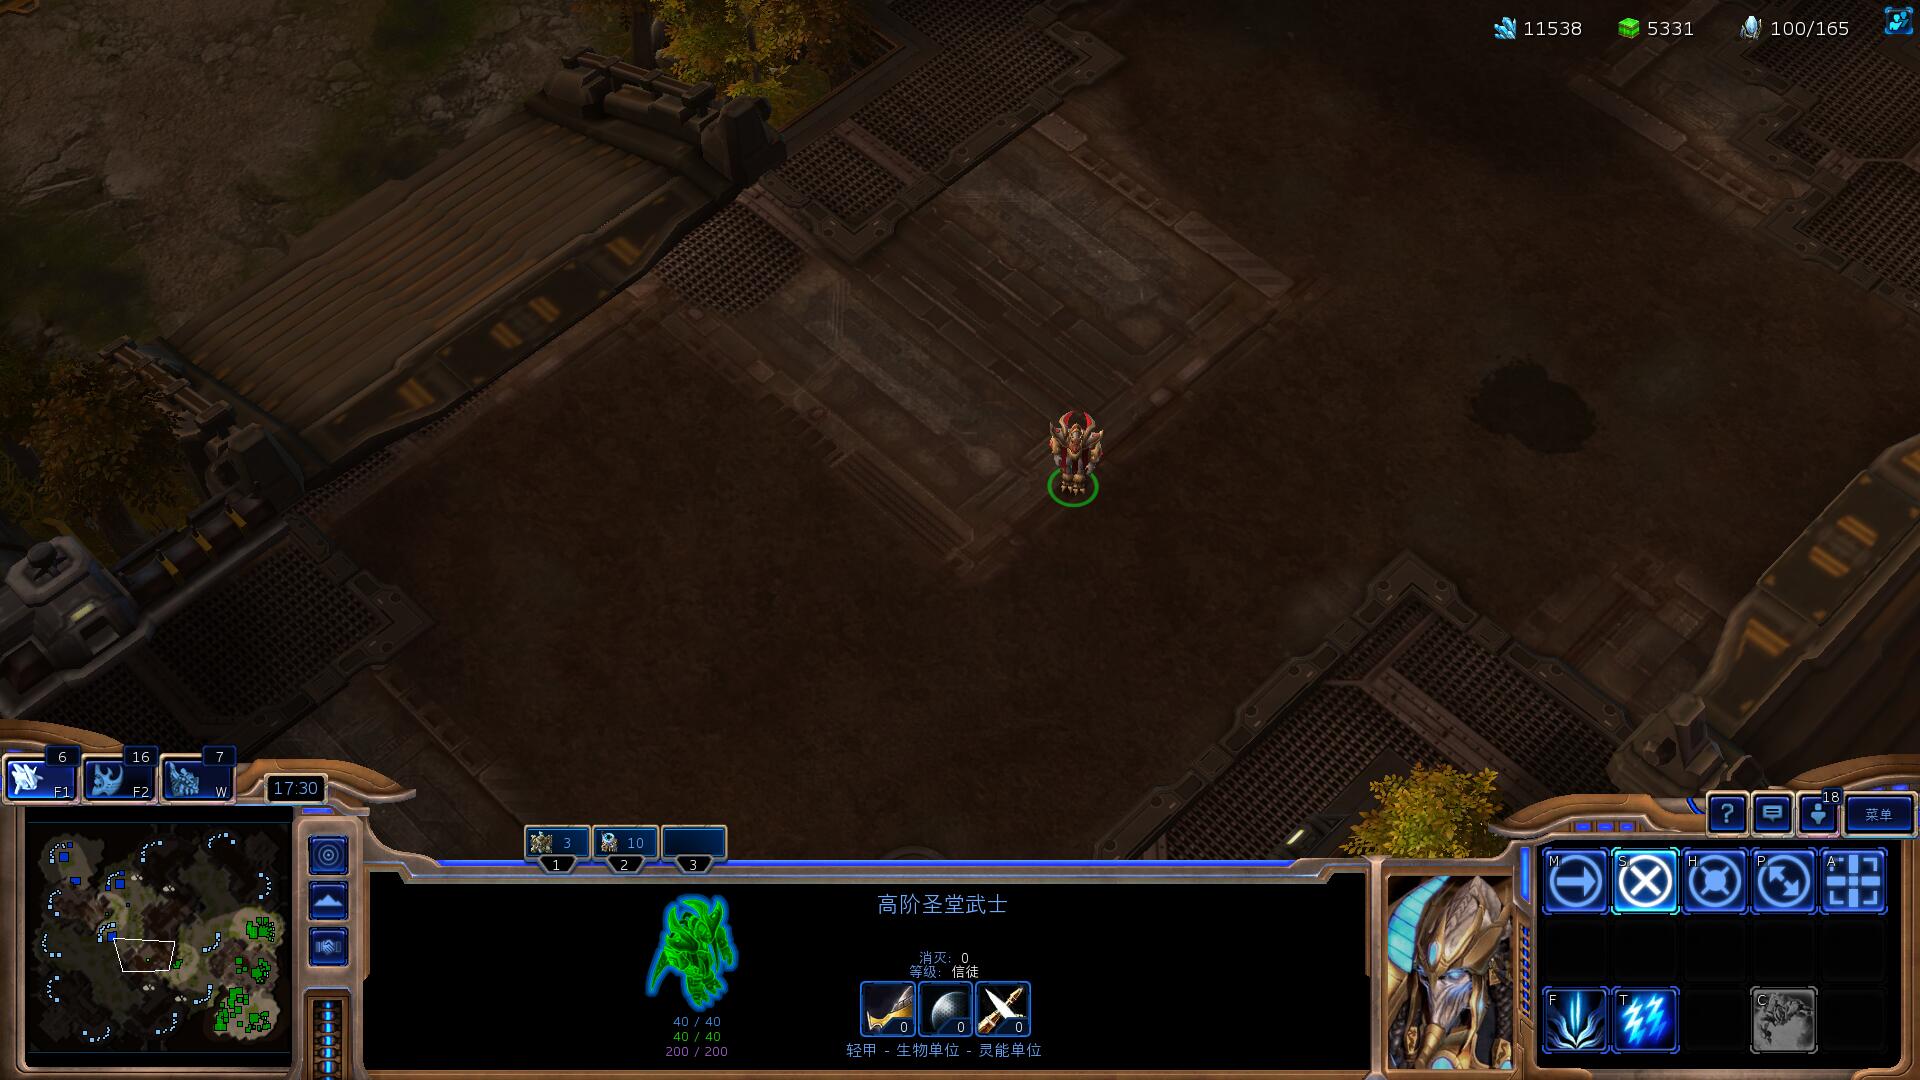 11538 5331 100/165
6 16 7
F1 F2 W
17:30
18
? 菜单
3 10
1 2 3
高阶圣堂武士
消灭: 0
等级: 信徒
0 0 0
轻甲 - 生物单位 - 灵能单位
40 / 40
40 / 40
200 / 200
M S H P A
F T C